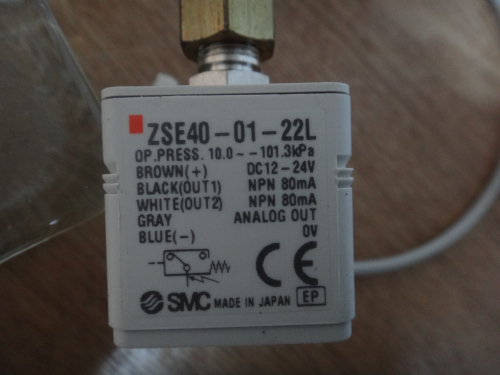 ZSE40-01-22L
OP.PRESS. 10.0~-101.3kPa
BROWN(+) DC12-24V
BLACK(OUT1) NPN 80mA
WHITE(OUT2) NPN 80mA
GRAY ANALOG OUT
BLUE(-) 0V
CE
SMC MADE IN JAPAN EP